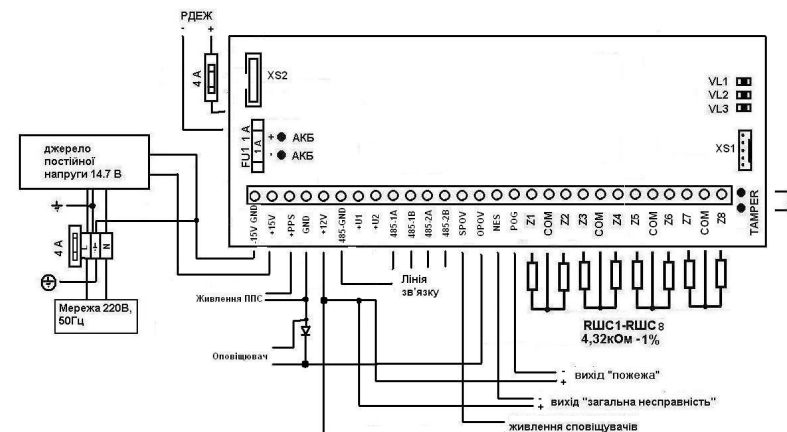 РДЕЖ
- +
4 А
XS2
VL1
VL2
VL3
XS1
FU1 1 А
1 А
+ АКБ
- АКБ
джерело
постійної
напруги 14.7 В
-15V GND
+15V
+PPS
GND
+12V
485-GND
+U1
+U2
485-1A
485-1B
485-2A
485-2B
SPOV
OPOV
NES
POG
Z1
COM
Z2
Z3
COM
Z4
Z5
COM
Z6
Z7
COM
Z8
TAMPER
4 А
L
N
Мережа 220В,
50Гц
Живлення ППС
Лінія
зв'язку
Оповіщювач
RШС1-RШС8
4,32кОм -1%
-
+
вихід "пожежа"
-
+
вихід "загальна несправність"
живлення сповіщувачів